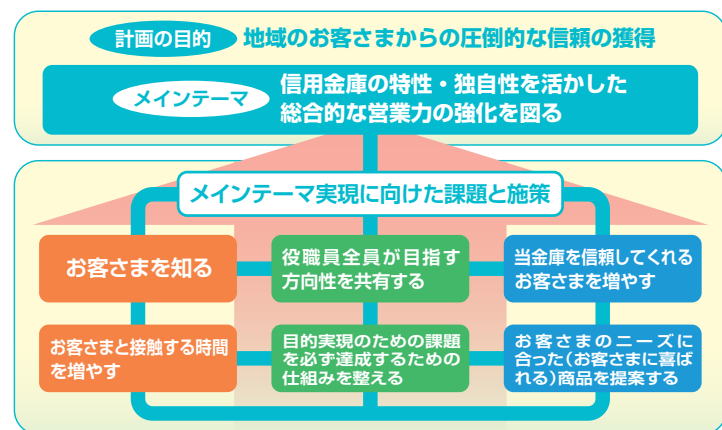 計画の目的
地域のお客さまからの圧倒的な信頼の獲得
メインテーマ
信用金庫の特性・独自性を活かした
総合的な営業力の強化を図る
メインテーマ実現に向けた課題と施策
お客さまを知る
役職員全員が目指す
方向性を共有する
当金庫を信頼してくれる
お客さまを増やす
お客さまと接触する時間
を増やす
目的実現のための課題
を必ず達成するための
仕組みを整える
お客さまのニーズに
合った(お客さまに喜ば
れる)商品を提案する